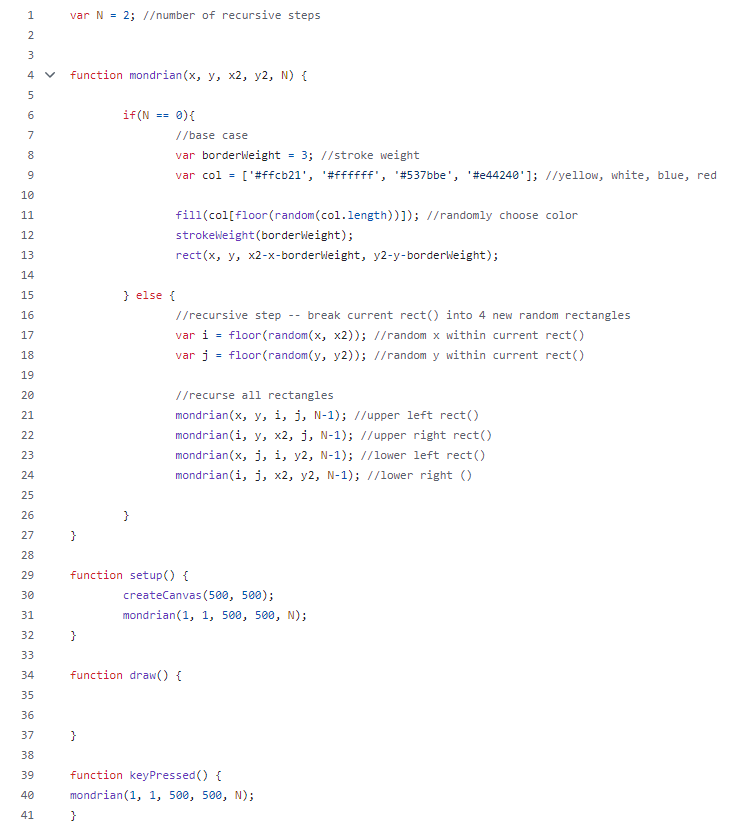 1 var N = 2; //number of recursive steps
2
3
4 function mondrian(x, y, x2, y2, N) {
5
6 if(N == 0){
7 //base case
8 var borderWeight = 3; //stroke weight
9 var col = ['#ffcb21', '#ffffff', '#537bbe', '#e44240']; //yellow, white, blue, red
10
11 fill(col[floor(random(col.length))]); //randomly choose color
12 strokeWeight(borderWeight);
13 rect(x, y, x2-x-borderWeight, y2-y-borderWeight);
14
15 } else {
16 //recursive step -- break current rect() into 4 new random rectangles
17 var i = floor(random(x, x2)); //random x within current rect()
18 var j = floor(random(y, y2)); //random y within current rect()
19
20 //recurse all rectangles
21 mondrian(x, y, i, j, N-1); //upper left rect()
22 mondrian(i, y, x2, j, N-1); //upper right rect()
23 mondrian(x, j, i, y2, N-1); //lower left rect()
24 mondrian(i, j, x2, y2, N-1); //lower right ()
25
26 }
27 }
28
29 function setup() {
30 createCanvas(500, 500);
31 mondrian(1, 1, 500, 500, N);
32 }
33
34 function draw() {
35
36
37 }
38
39 function keyPressed() {
40 mondrian(1, 1, 500, 500, N);
41 }